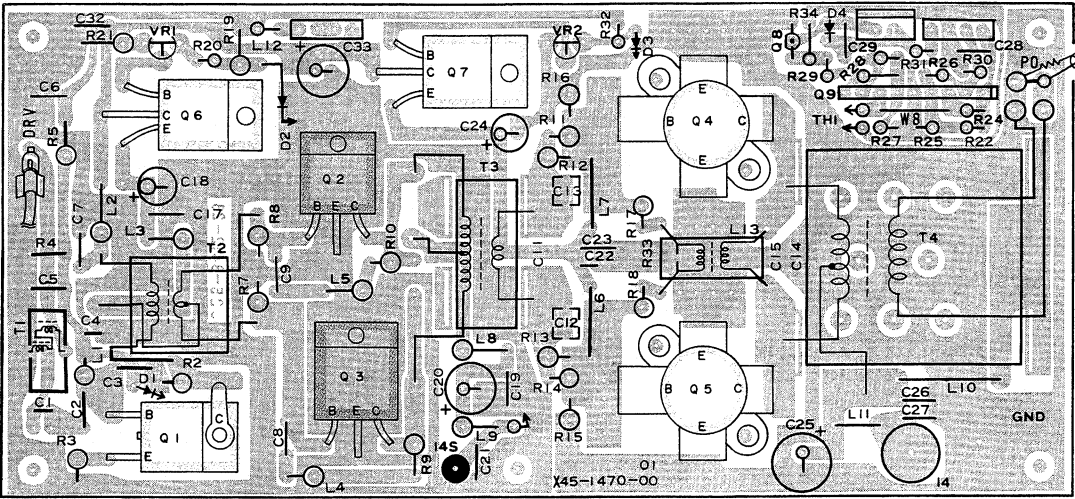 C32
R21
VR1
R20
R19
L12
+
C33
VR2
R32
D3
Q8
R34
D4
C29
R31
C28
R28
R26
R30
R29
PO
Q9
C6
DRV
R5
B
C
E
Q6
D2
B
C
E
Q7
C24
+
R16
R11
R12
B
E
Q4
C
E
TH1
W8
R24
R27
R25
R22
C18
+
L2
C7
L3
C17
T2
R8
Q2
B
E
C
T3
C13
L7
R17
R10
R4
C5
R7
C9
L5
C11
C23
C22
R33
L13
C15
C14
T4
T1
C4
L1
R2
C3
D1
C1
C2
R3
B
C
E
Q1
Q3
B
E
C
C8
L4
R9
L8
C20
+
C19
L9
14S
C21
L6
C12
R18
R13
R14
R15
B
E
Q5
C
E
01
X45-1470-00
C25
+
L11
C26
C27
L10
14
GND